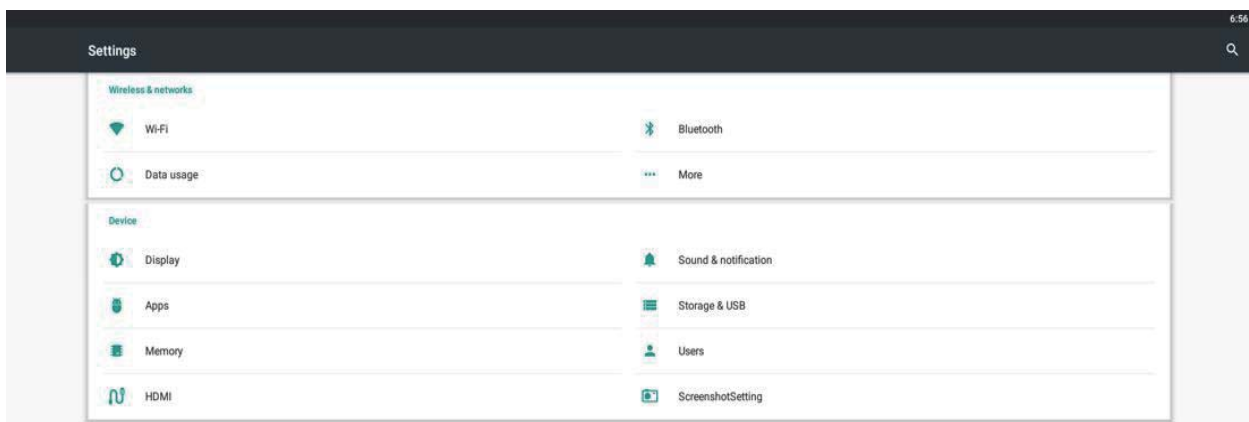 6:56
Settings
Wireless & networks
Wi-Fi
Bluetooth
Data usage
More
Device
Display
Sound & notification
Apps
Storage & USB
Memory
Users
HDMI
ScreenshotSetting